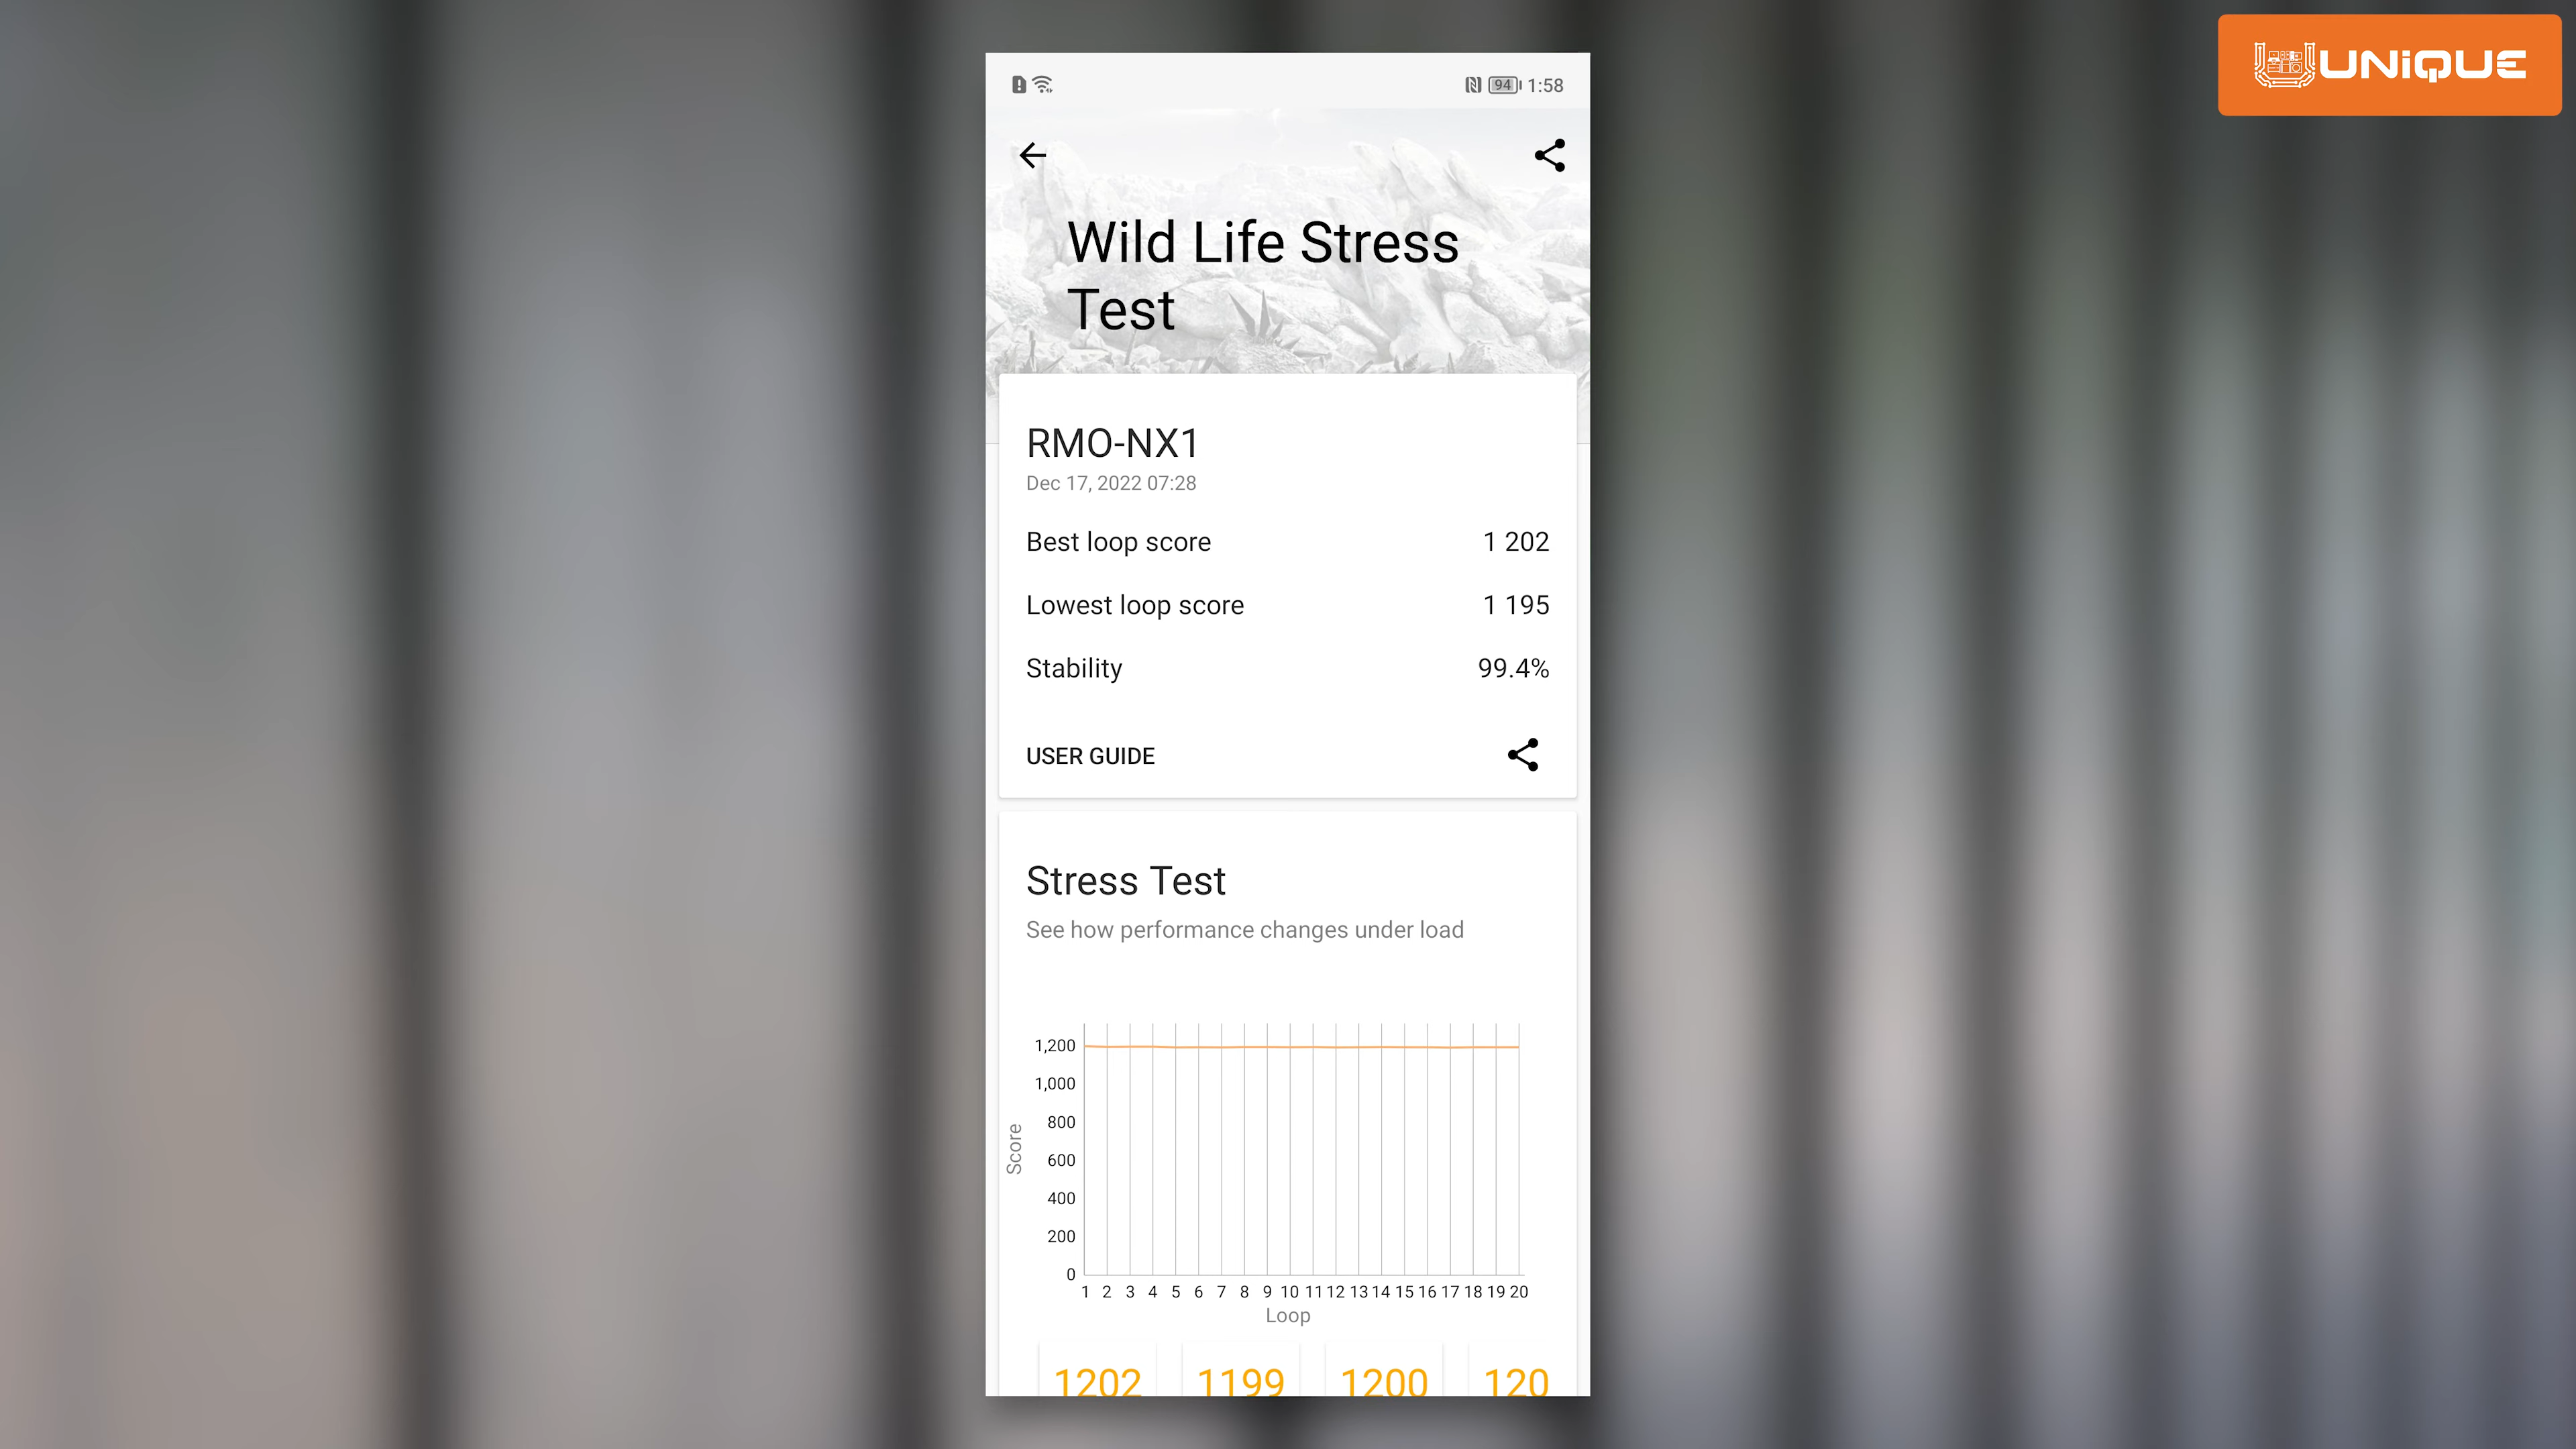 UNiQUE
94 1:58
Wild Life Stress
Test
RMO-NX1
Dec 17, 2022 07:28
Best loop score 1 202
Lowest loop score 1 195
Stability 99.4%
USER GUIDE
Stress Test
See how performance changes under load
1,200
1,000
800
600
400
200
0
Score
1 2 3 4 5 6 7 8 9 10 11 12 13 14 15 16 17 18 19 20
Loop
1202 1199 1200 120